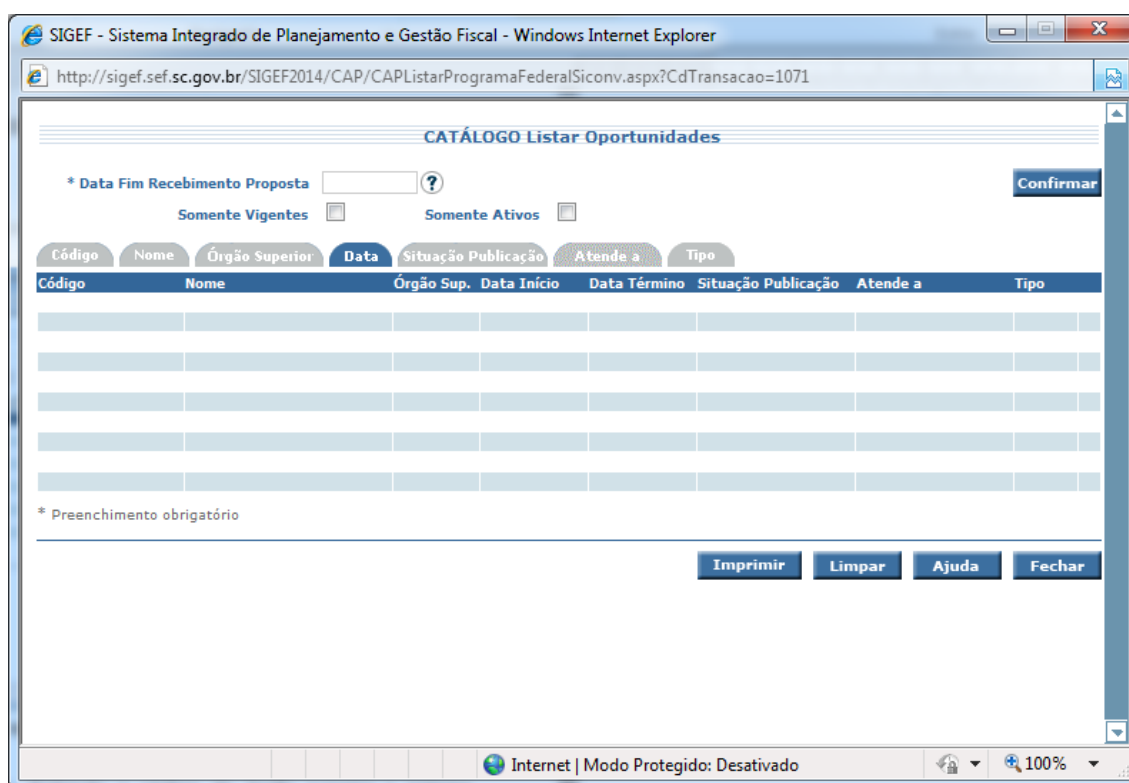 SIGEF - Sistema Integrado de Planejamento e Gestão Fiscal - Windows Internet Explorer
http://sigef.sef.sc.gov.br/SIGEF2014/CAP/CAPListarProgramaFederalSiconv.aspx?CdTransacao=1071
CATÁLOGO Listar Oportunidades
* Data Fim Recebimento Proposta ? Confirmar
Somente Vigentes Somente Ativos
Código Nome Órgão Superior Data Situação Publicação Atende a Tipo
Código Nome Órgão Sup. Data Início Data Término Situação Publicação Atende a Tipo
* Preenchimento obrigatório
Imprimir Limpar Ajuda Fechar
Internet | Modo Protegido: Desativado 100%